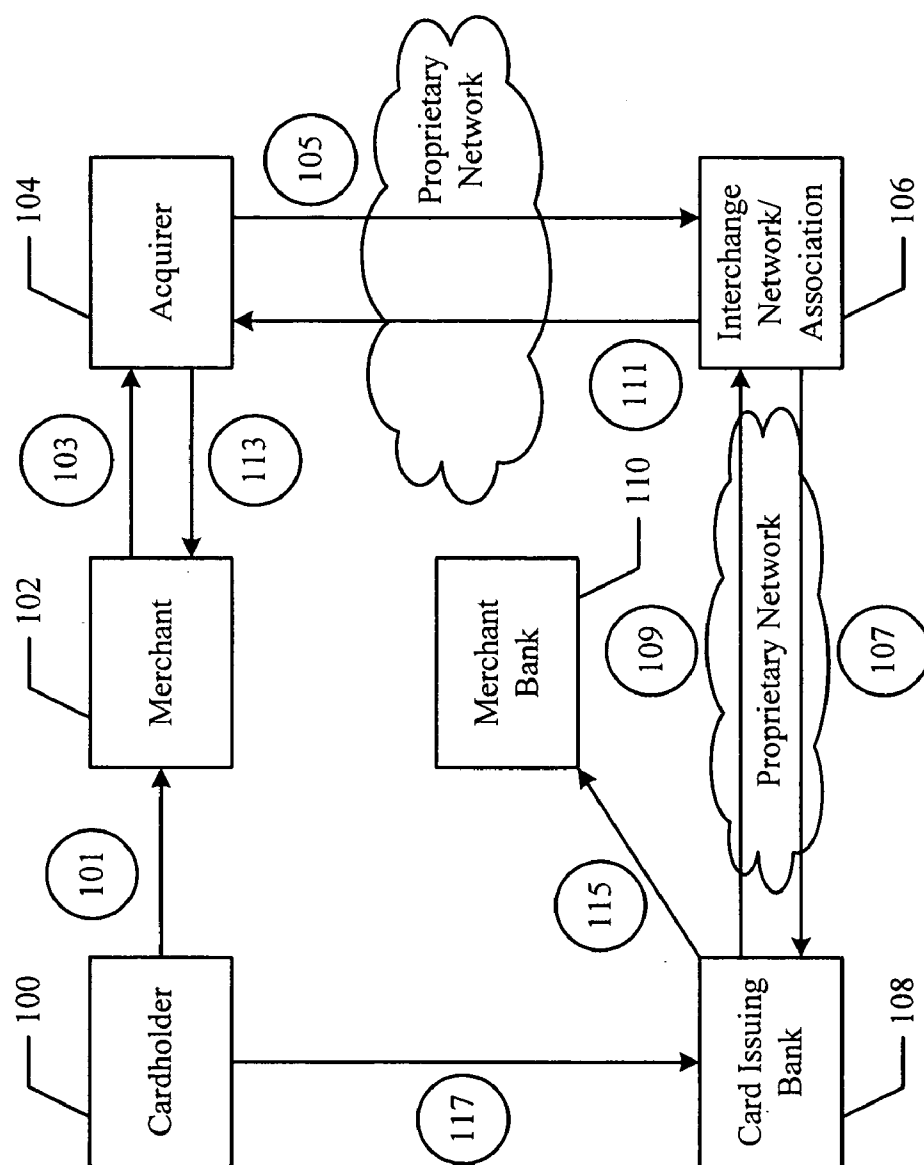 100
Cardholder
101
102
Merchant
103
113
104
Acquirer
105
Proprietary
Network
117
115
110
Merchant
Bank
111
109
108
Card Issuing
Bank
Proprietary Network
107
106
Interchange
Network/
Association